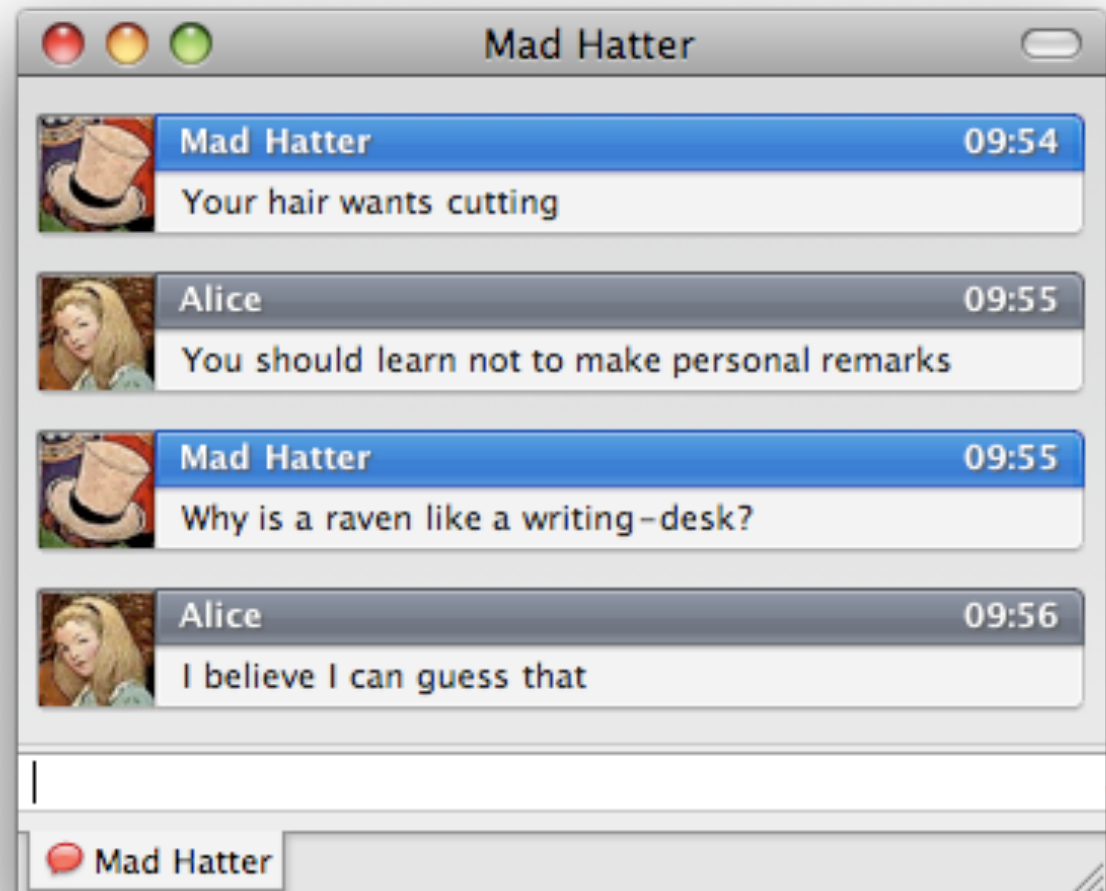 Mad Hatter
Mad Hatter 09:54
Your hair wants cutting
Alice 09:55
You should learn not to make personal remarks
Mad Hatter 09:55
Why is a raven like a writing-desk?
Alice 09:56
I believe I can guess that
Mad Hatter